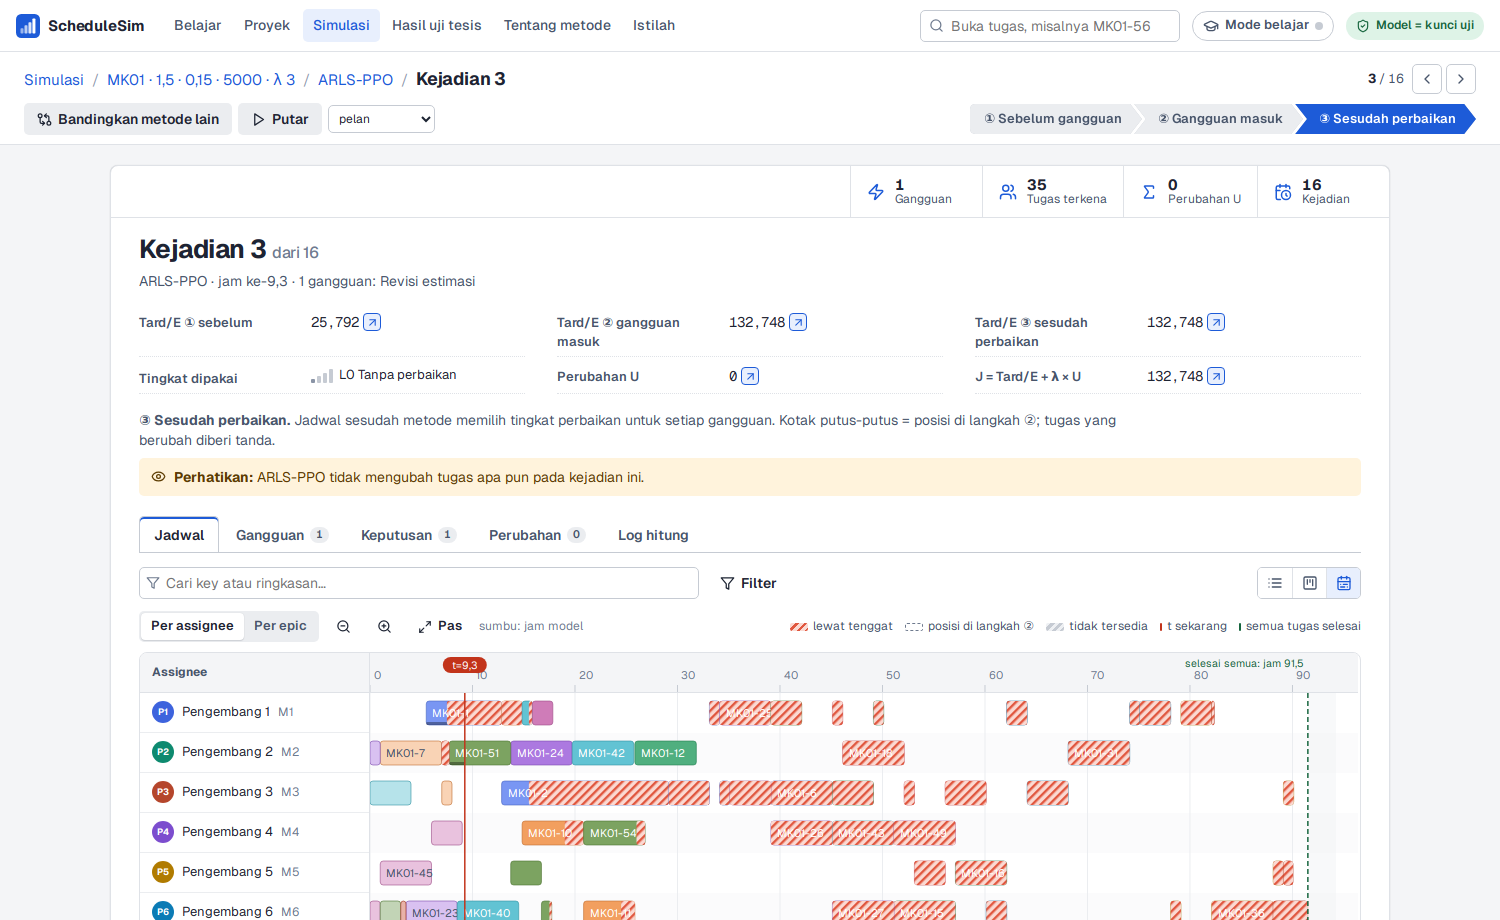 ScheduleSim Belajar Proyek Simulasi Hasil uji tesis Tentang metode Istilah Buka tugas, misalnya MK01-56 Mode belajar Model = kunci uji
Simulasi / MK01 · 1,5 · 0,15 · 5000 · λ 3 / ARLS-PPO / Kejadian 3 3 / 16
Bandingkan metode lain Putar pelan ① Sebelum gangguan ② Gangguan masuk ③ Sesudah perbaikan
1 Gangguan
35 Tugas terkena
0 Perubahan U
16 Kejadian
Kejadian 3 dari 16
ARLS-PPO · jam ke-9,3 · 1 gangguan: Revisi estimasi
Tard/E ① sebelum 25,792
Tard/E ② gangguan masuk 132,748
Tard/E ③ sesudah perbaikan 132,748
Tingkat dipakai L0 Tanpa perbaikan
Perubahan U 0
J = Tard/E + λ × U 132,748
③ Sesudah perbaikan. Jadwal sesudah metode memilih tingkat perbaikan untuk setiap gangguan. Kotak putus-putus = posisi di langkah ②; tugas yang
berubah diberi tanda.
Perhatikan: ARLS-PPO tidak mengubah tugas apa pun pada kejadian ini.
Jadwal Gangguan 1 Keputusan 1 Perubahan 0 Log hitung
Cari key atau ringkasan... Filter
Per assignee Per epic Pas sumbu: jam model lewat tenggat posisi di langkah ② tidak tersedia t sekarang semua tugas selesai
t=9,3 selesai semua: jam 91,5
Assignee 0 10 20 30 40 50 60 70 80 90
P1 Pengembang 1 M1
P2 Pengembang 2 M2 MK01-7 MK01-51 MK01-24 MK01-42 MK01-12
P3 Pengembang 3 M3 MK01-2 MK01-6
P4 Pengembang 4 M4 MK01-10 MK01-54 MK01-26 MK01-43 MK01-49
P5 Pengembang 5 M5 MK01-45
P6 Pengembang 6 M6 MK01-23 MK01-40